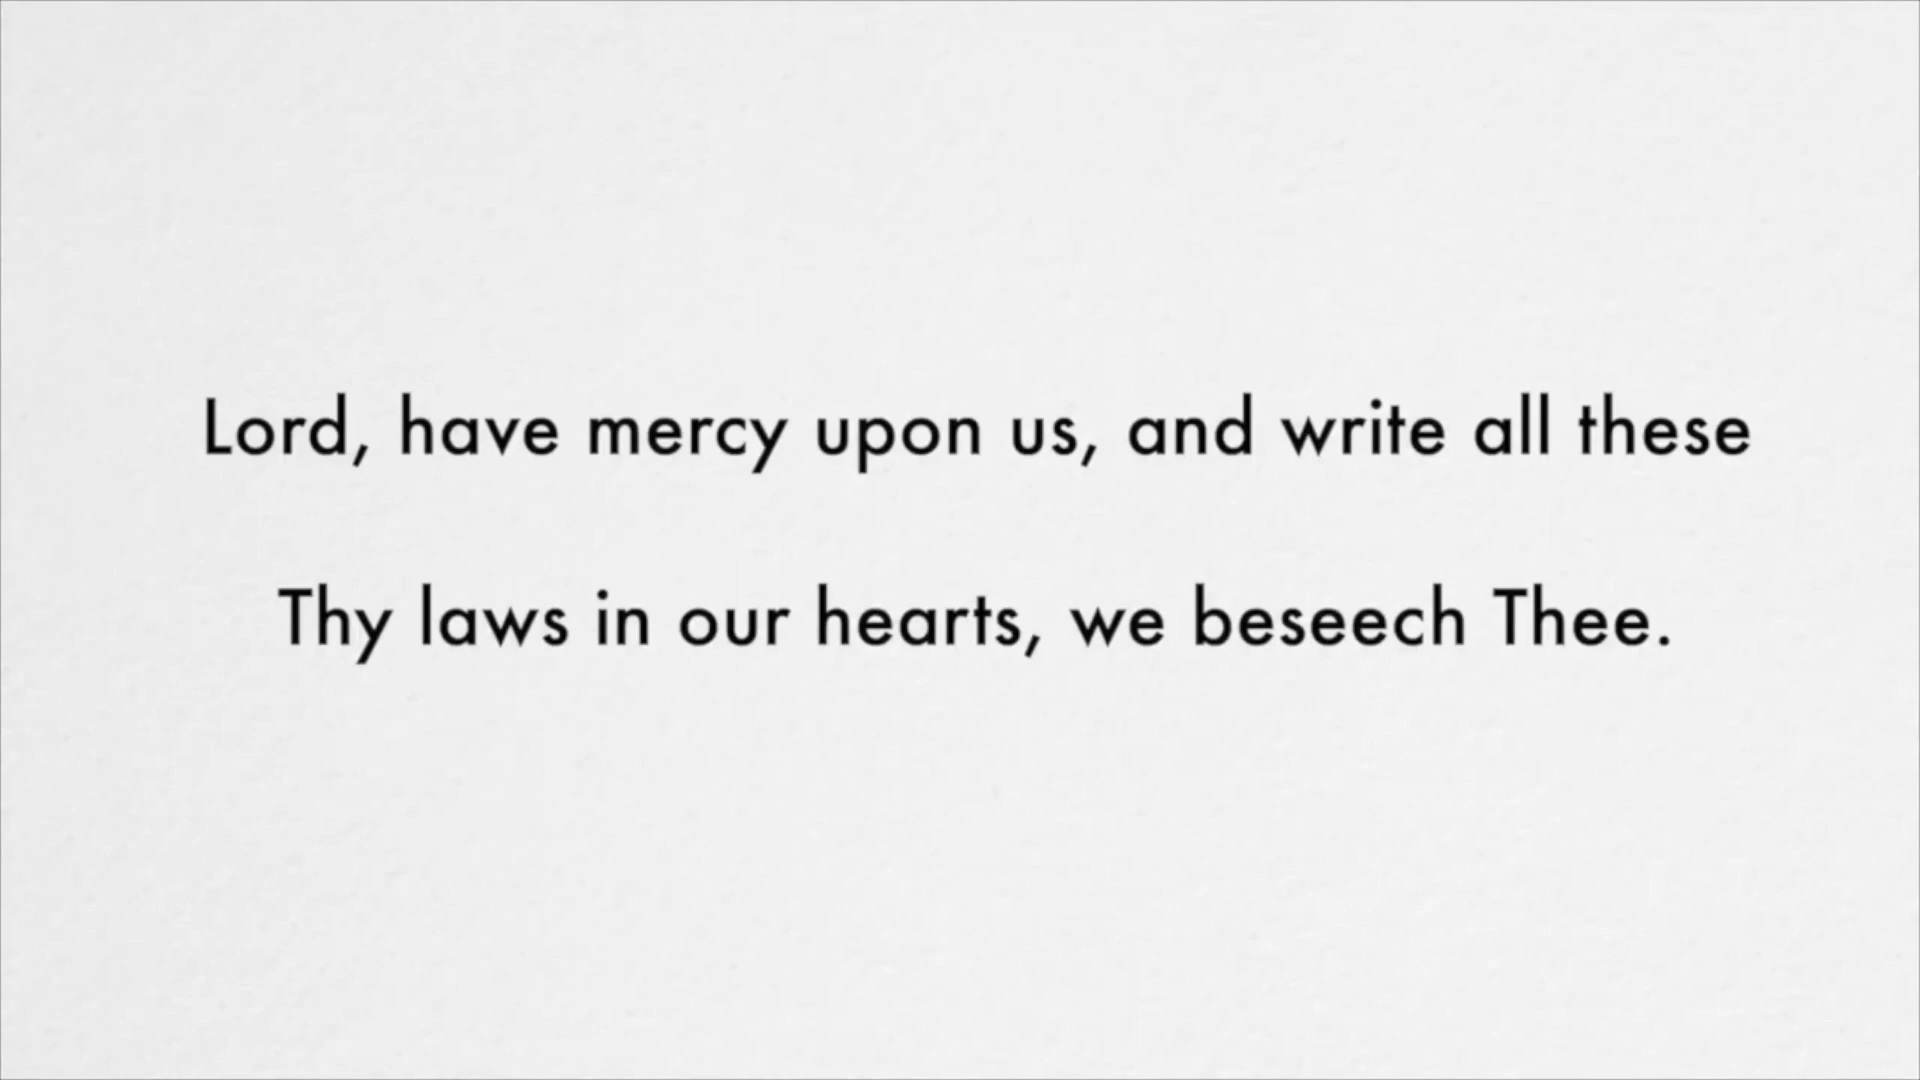 Lord, have mercy upon us, and write all these
Thy laws in our hearts, we beseech Thee.